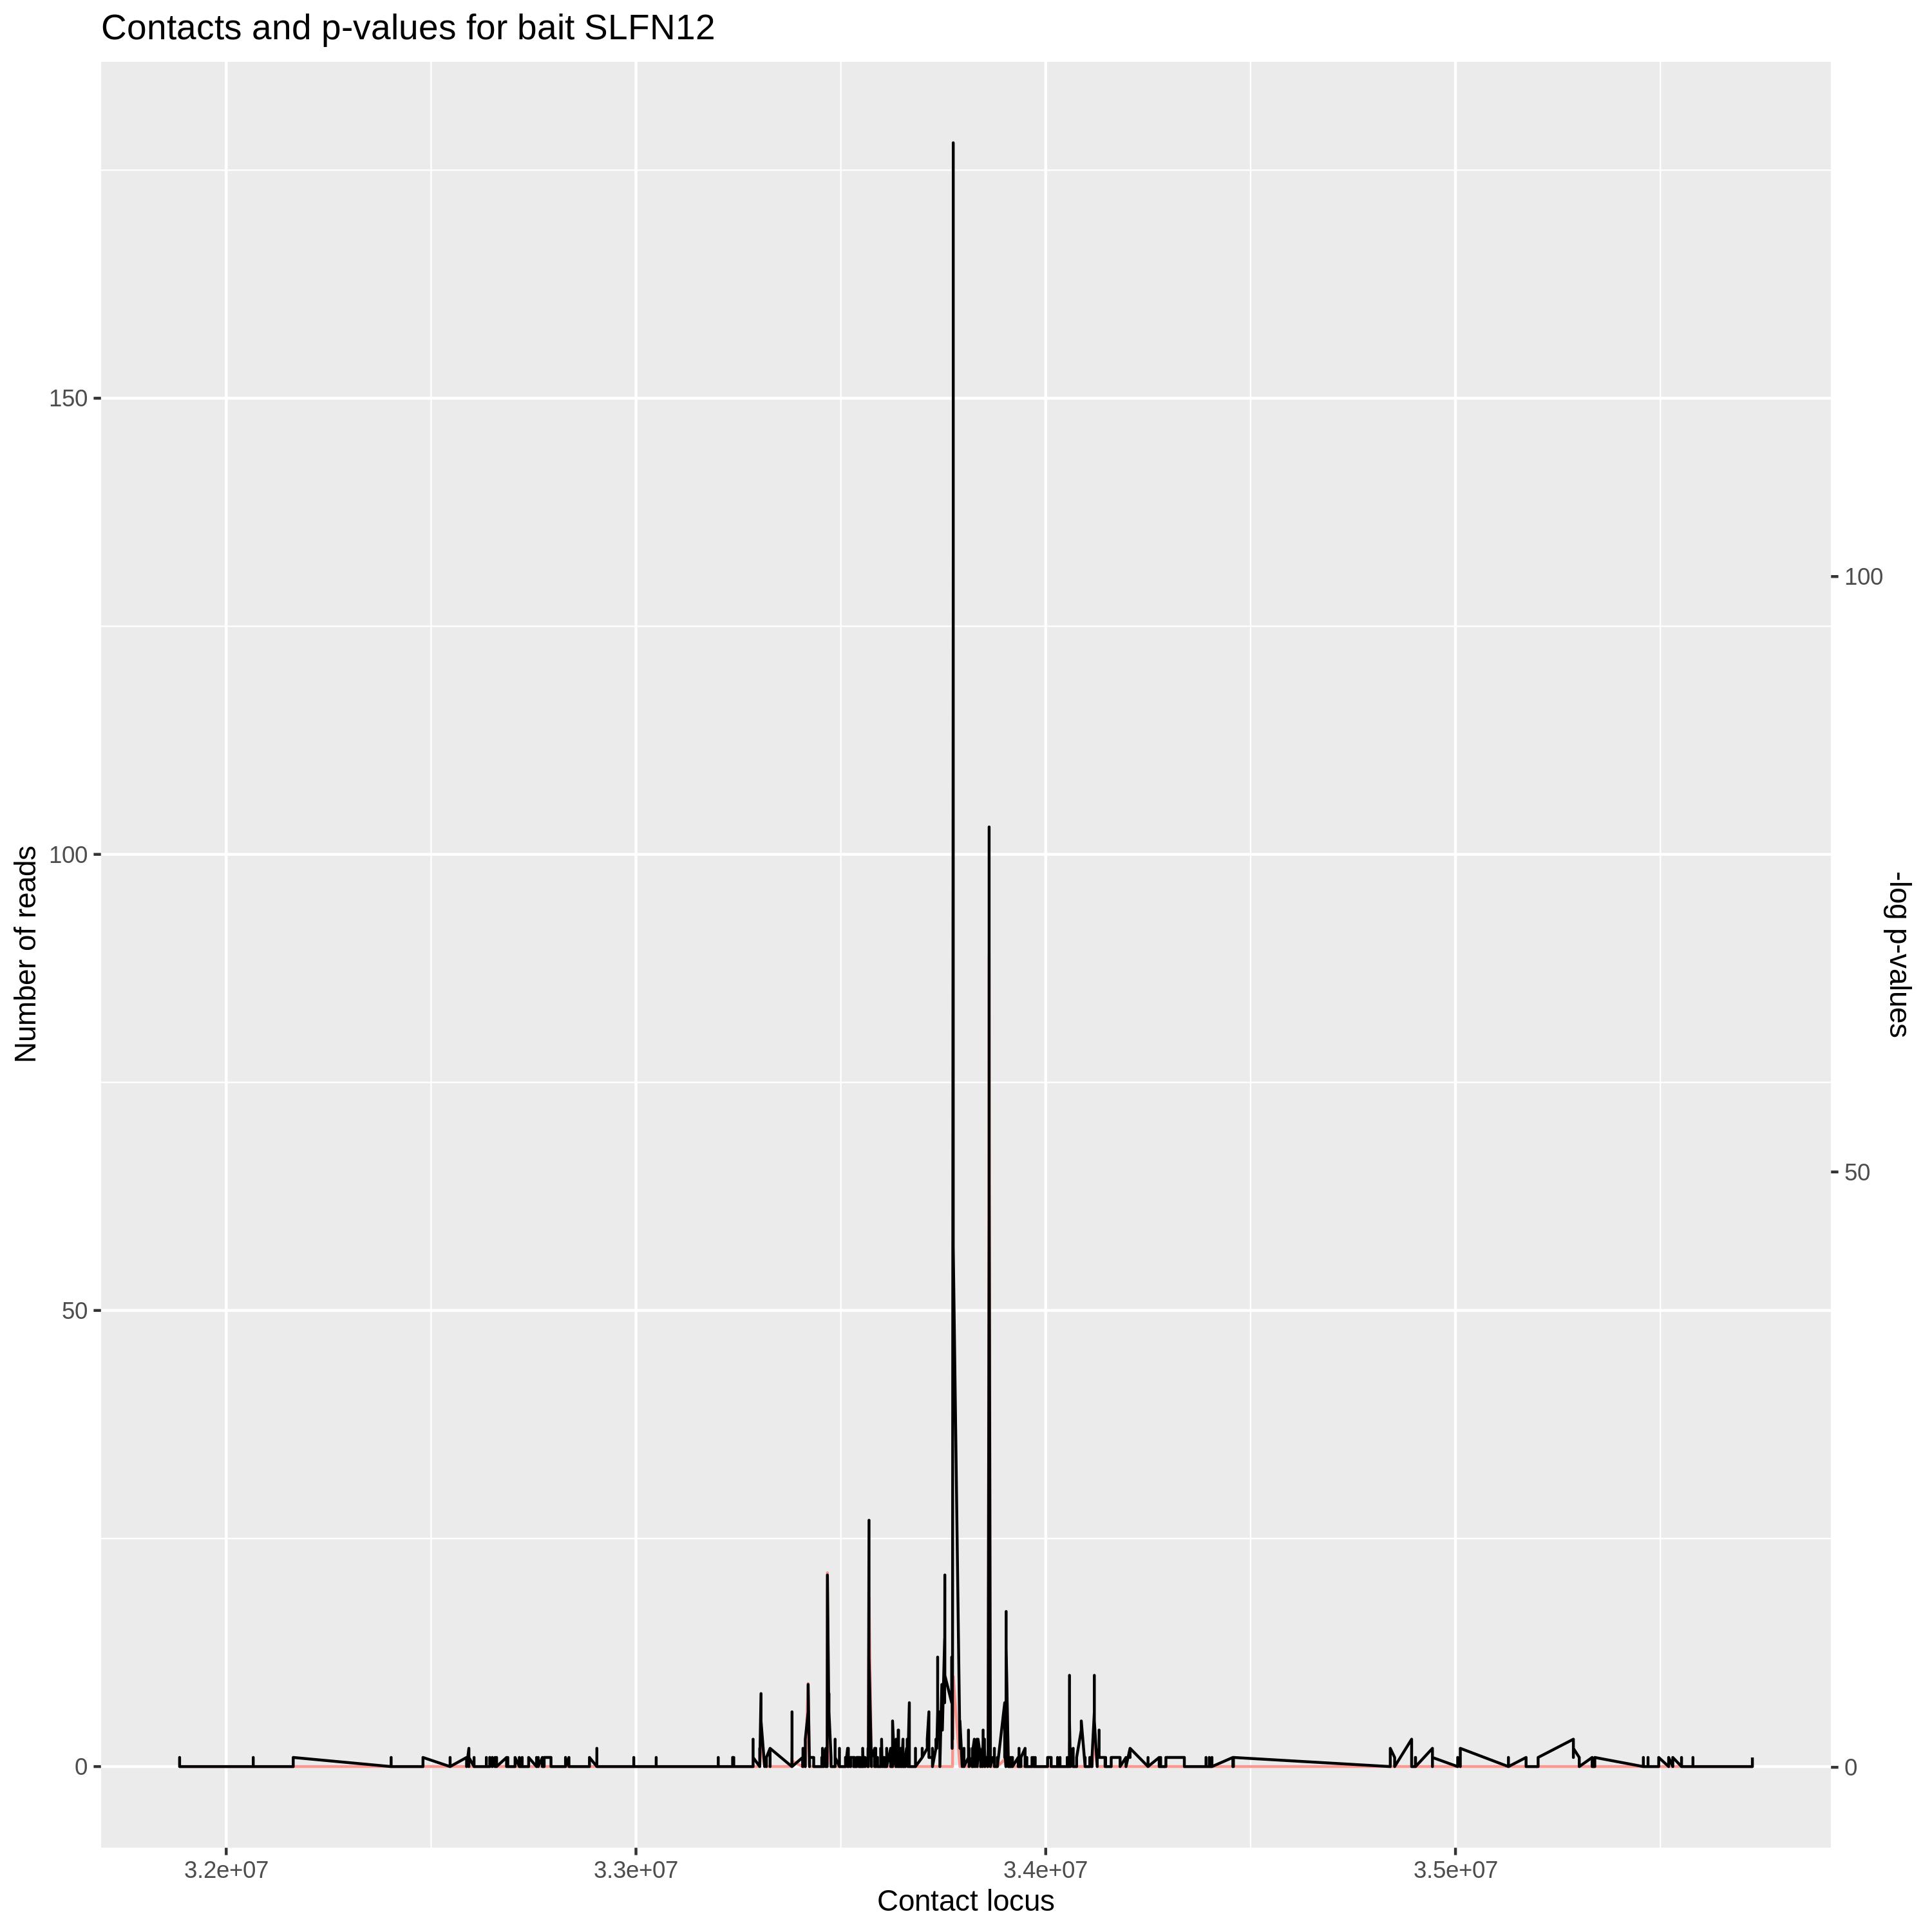 Contacts and p-values for bait SLFN12
150
100
50
0
Number of reads
100
50
0
-log p-values
3.2e+07
3.3e+07
3.4e+07
3.5e+07
Contact locus